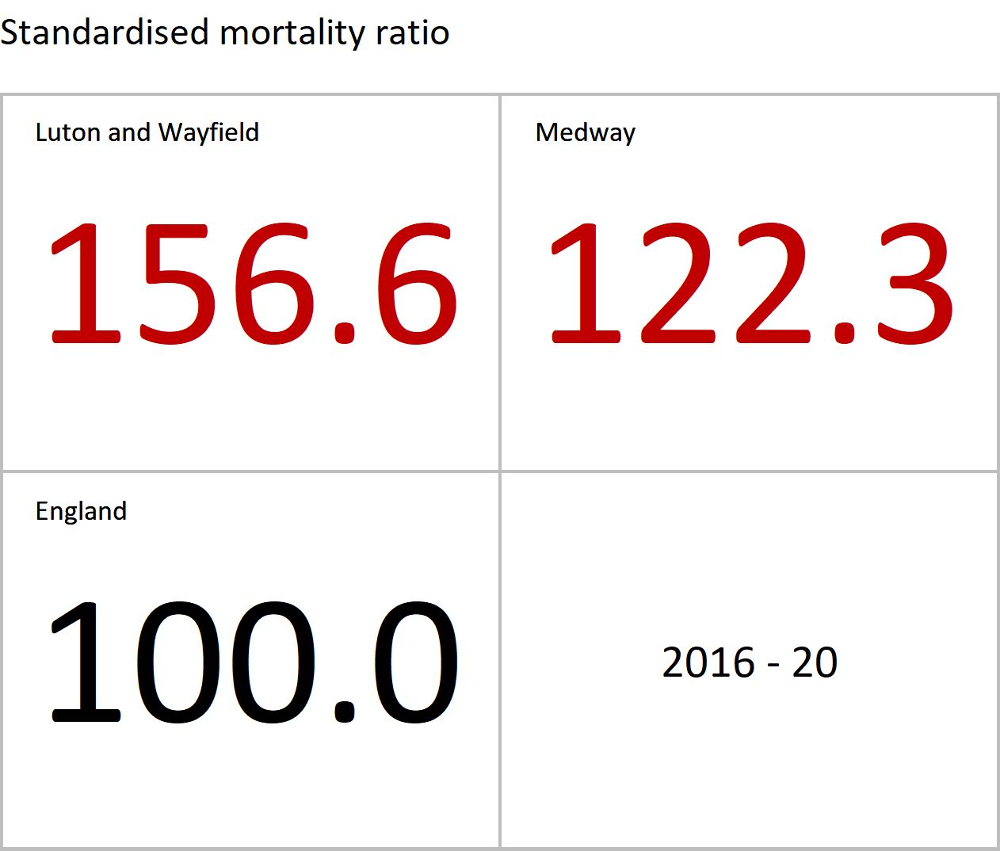 Standardised mortality ratio
Luton and Wayfield
156.6
Medway
122.3
England
100.0
2016 - 20